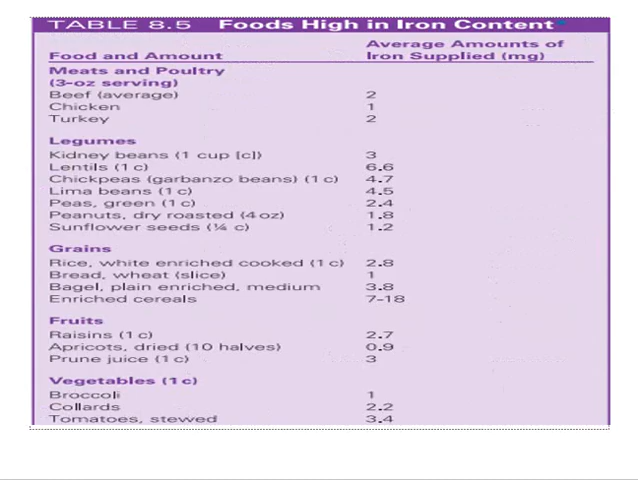 TABLE 8.5 Foods High in Iron Content
Average Amounts of
Food and Amount Iron Supplied (mg)
Meats and Poultry
(3-oz serving)
Beef (average) 2
Chicken 1
Turkey 2
Legumes
Kidney beans (1 cup [c]) 3
Lentils (1 c) 6.6
Chickpeas (garbanzo beans) (1 c) 4.7
Lima beans (1 c) 4.5
Peas, green (1 c) 2.4
Peanuts, dry roasted (4 oz) 1.8
Sunflower seeds (¼ c) 1.2
Grains
Rice, white enriched cooked (1 c) 2.8
Bread, wheat (slice) 1
Bagel, plain enriched, medium 3.8
Enriched cereals 7-18
Fruits
Raisins (1 c) 2.7
Apricots, dried (10 halves) 0.9
Prune juice (1 c) 3
Vegetables (1 c)
Broccoli 1
Collards 2.2
Tomatoes, stewed 3.4